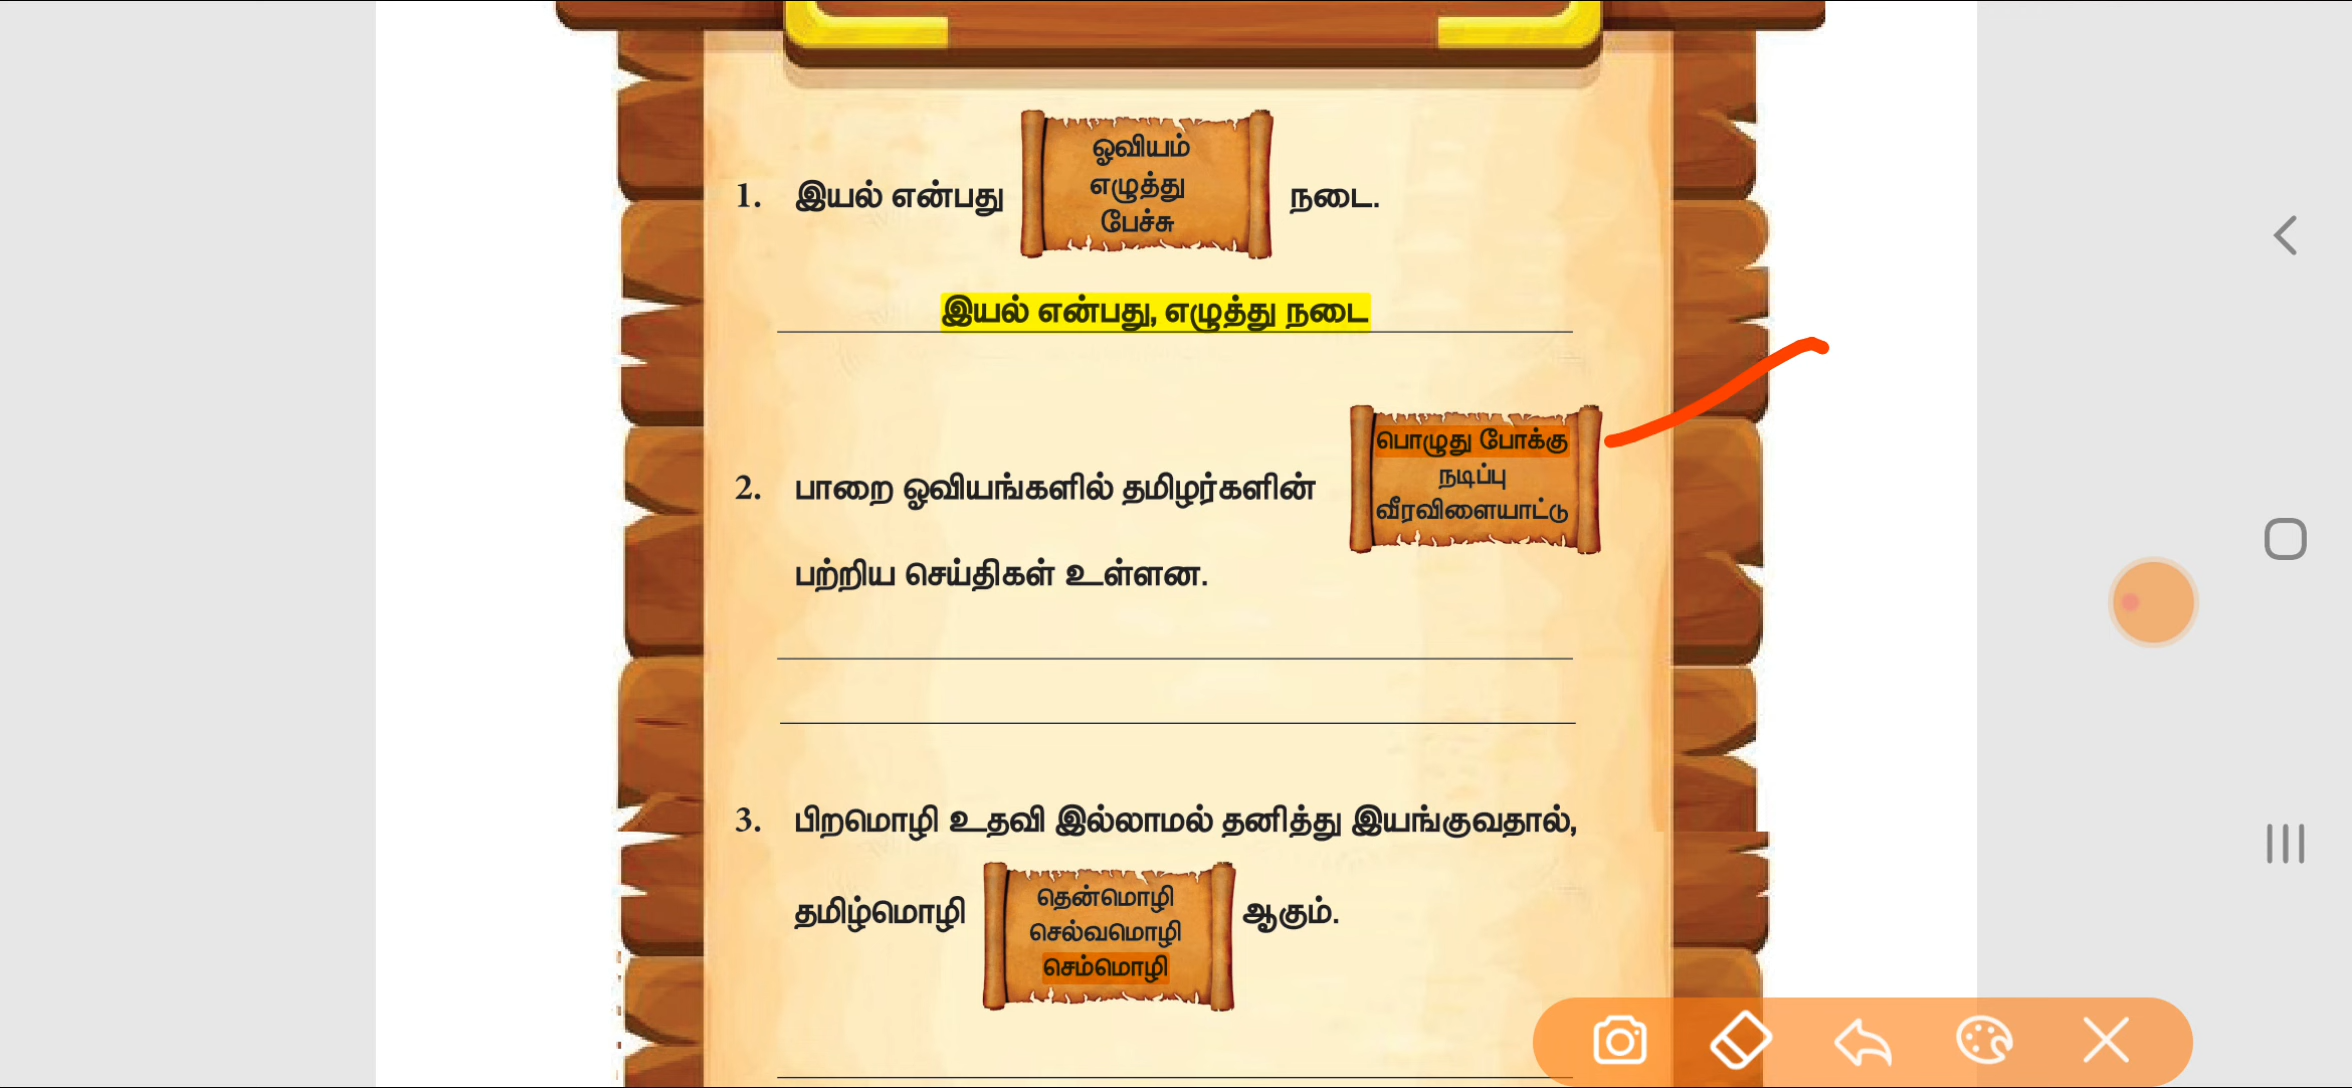 ஓவியம்
எழுத்து
பேச்சு
1. இயல் என்பது நடை.
இயல் என்பது, எழுத்து நடை
பொழுது போக்கு
நடிப்பு
வீரவிளையாட்டு
2. பாறை ஓவியங்களில் தமிழர்களின்
பற்றிய செய்திகள் உள்ளன.
3. பிறமொழி உதவி இல்லாமல் தனித்து இயங்குவதால்,
தென்மொழி
செல்வமொழி
செம்மொழி
தமிழ்மொழி ஆகும்.